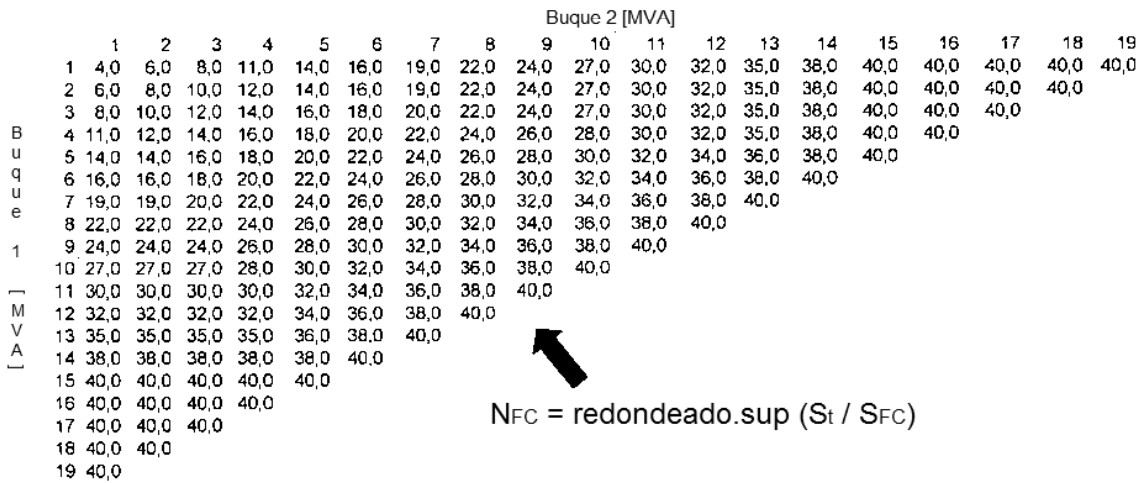 Buque 2 [MVA]
1 2 3 4 5 6 7 8 9 10 11 12 13 14 15 16 17 18 19
1 4,0 6,0 8,0 11,0 14,0 16,0 19,0 22,0 24,0 27,0 30,0 32,0 35,0 38,0 40,0 40,0 40,0 40,0 40,0
2 6,0 8,0 10,0 12,0 14,0 16,0 19,0 22,0 24,0 27,0 30,0 32,0 35,0 38,0 40,0 40,0 40,0 40,0
3 8,0 10,0 12,0 14,0 16,0 18,0 20,0 22,0 24,0 27,0 30,0 32,0 35,0 38,0 40,0 40,0 40,0
4 11,0 12,0 14,0 16,0 18,0 20,0 22,0 24,0 26,0 28,0 30,0 32,0 35,0 38,0 40,0 40,0
5 14,0 14,0 16,0 18,0 20,0 22,0 24,0 26,0 28,0 30,0 32,0 34,0 36,0 38,0 40,0
6 16,0 16,0 18,0 20,0 22,0 24,0 26,0 28,0 30,0 32,0 34,0 36,0 38,0 40,0
7 19,0 19,0 20,0 22,0 24,0 26,0 28,0 30,0 32,0 34,0 36,0 38,0 40,0
8 22,0 22,0 22,0 24,0 26,0 28,0 30,0 32,0 34,0 36,0 38,0 40,0
9 24,0 24,0 24,0 26,0 28,0 30,0 32,0 34,0 36,0 38,0 40,0
10 27,0 27,0 27,0 28,0 30,0 32,0 34,0 36,0 38,0 40,0
11 30,0 30,0 30,0 30,0 32,0 34,0 36,0 38,0 40,0
12 32,0 32,0 32,0 32,0 34,0 36,0 38,0 40,0
13 35,0 35,0 35,0 35,0 36,0 38,0 40,0
14 38,0 38,0 38,0 38,0 38,0 40,0
15 40,0 40,0 40,0 40,0 40,0
16 40,0 40,0 40,0 40,0
17 40,0 40,0 40,0
18 40,0 40,0
19 40,0
Buque 1 ]MVA[
NFC = redondeado.sup (St / SFC)